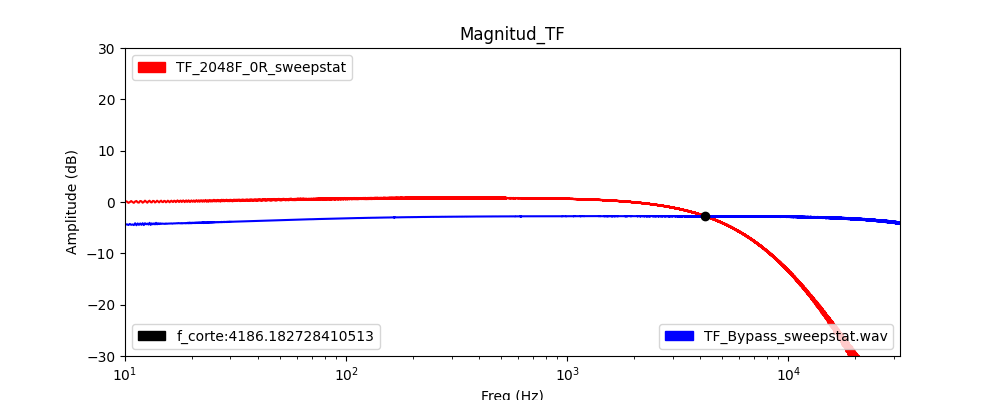 Magnitud_TF
TF_2048F_0R_sweepstat
30
20
10
0
−10
−20
−30
Amplitude (dB)
f_corte:4186.182728410513
TF_Bypass_sweepstat.wav
10¹
10²
10³
10⁴
Freq (Hz)